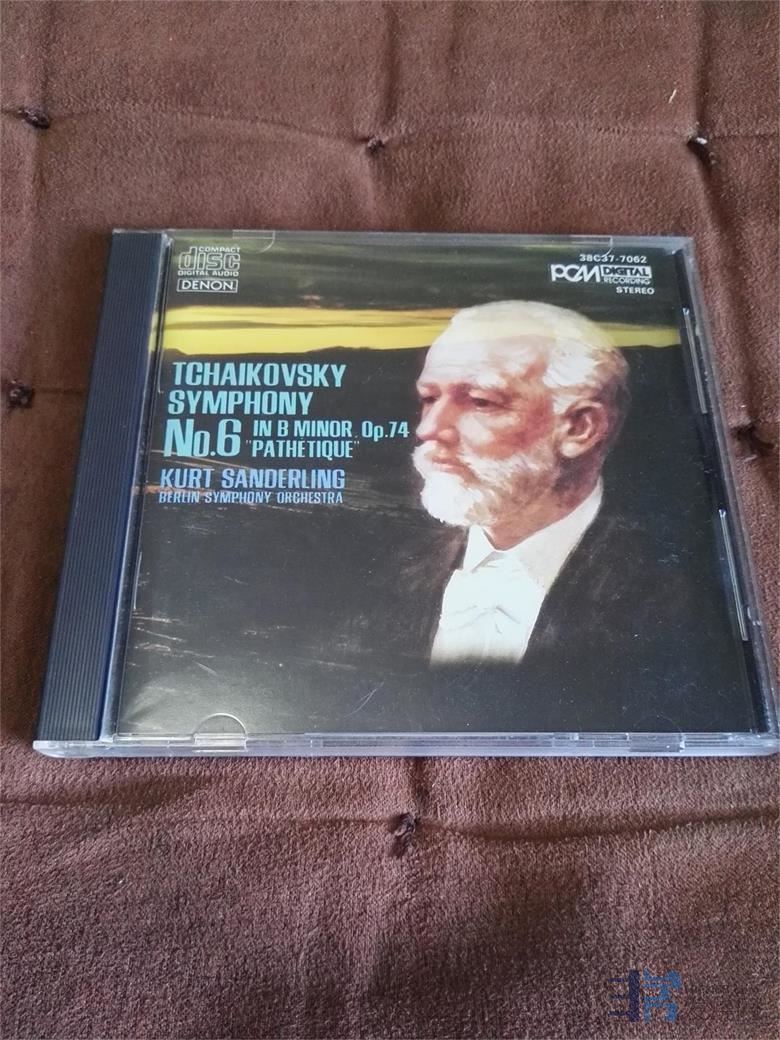 COMPACT
disc
DIGITAL AUDIO
DENON
38C37-7062
PCM DIGITAL
RECORDING
STEREO
TCHAIKOVSKY
SYMPHONY
No.6 IN B MINOR, Op.74
"PATHÉTIQUE"
KURT SANDERLING
BERLIN SYMPHONY ORCHESTRA